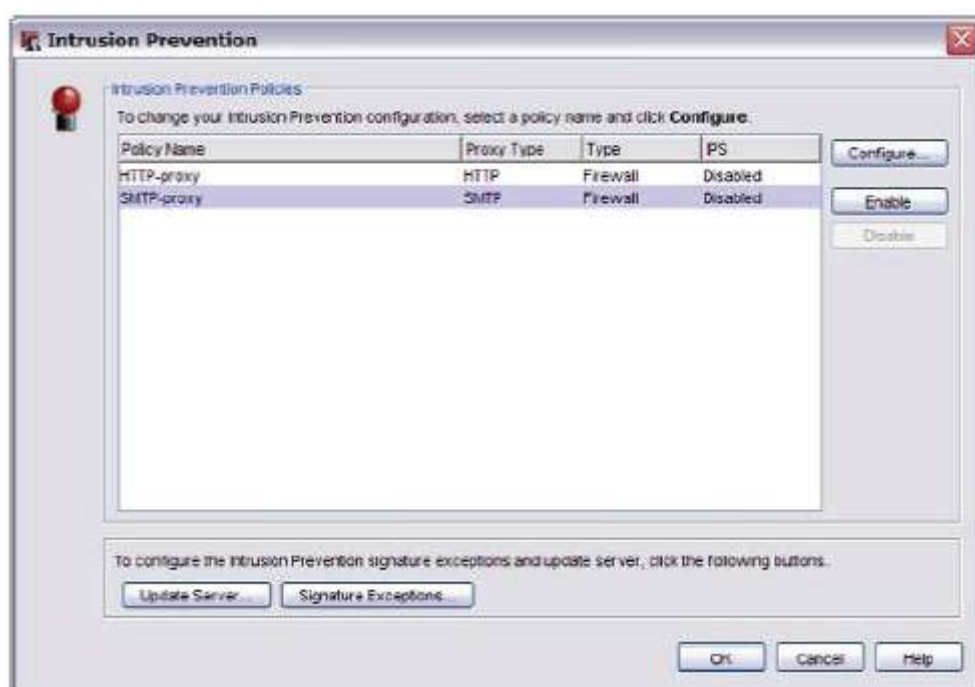 Intrusion Prevention
Intrusion Prevention Policies
To change your Intrusion Prevention configuration, select a policy name and click Configure.
Policy Name Proxy Type Type IPS
HTTP-proxy HTTP Firewall Disabled
SMTP-proxy SMTP Firewall Disabled
Configure...
Enable
Disable
To configure the Intrusion Prevention signature exceptions and update server, click the following buttons.
Update Server... Signature Exceptions...
OK Cancel Help